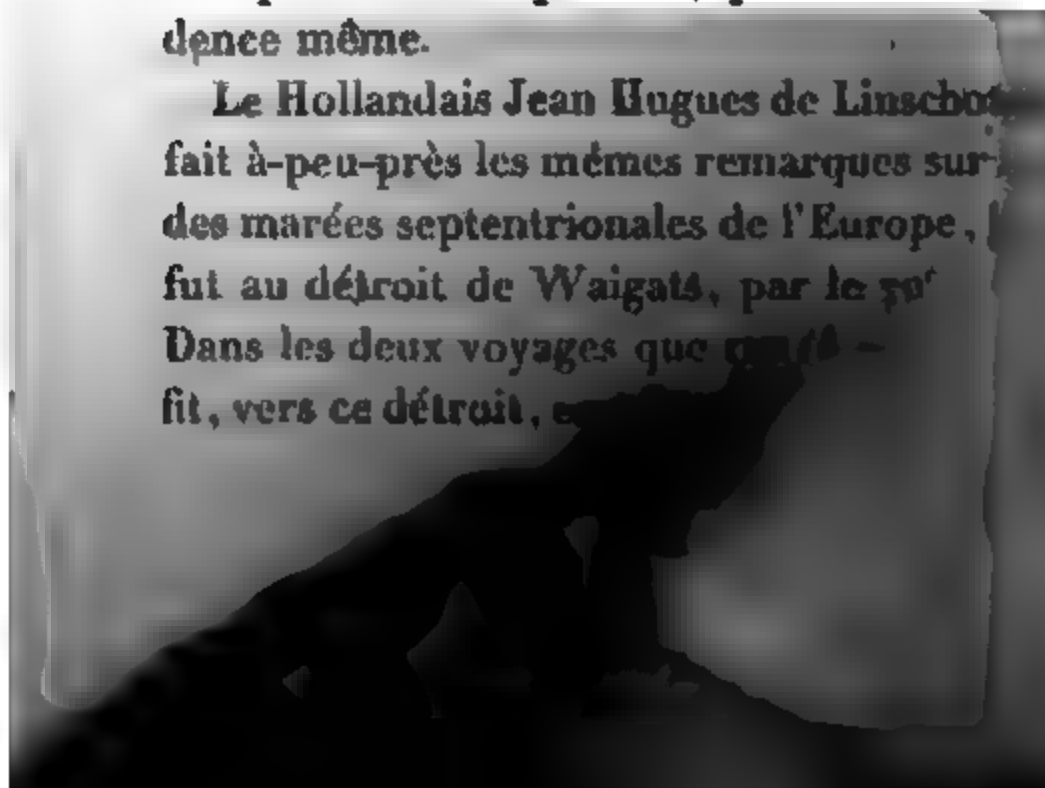 dence même.
Le Hollandais Jean Hugues de
fait à-peu-près les mêmes remarques sur
des marées septentrionales de l'Europe,
fut au détroit de Waigats, par le
Dans les deux voyages que
fit, vers ce détroit,